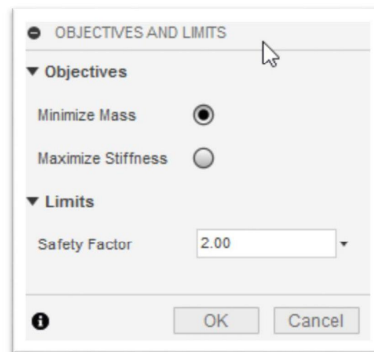 OBJECTIVES AND LIMITS
Objectives
Minimize Mass
Maximize Stiffness
Limits
Safety Factor 2.00
OK Cancel